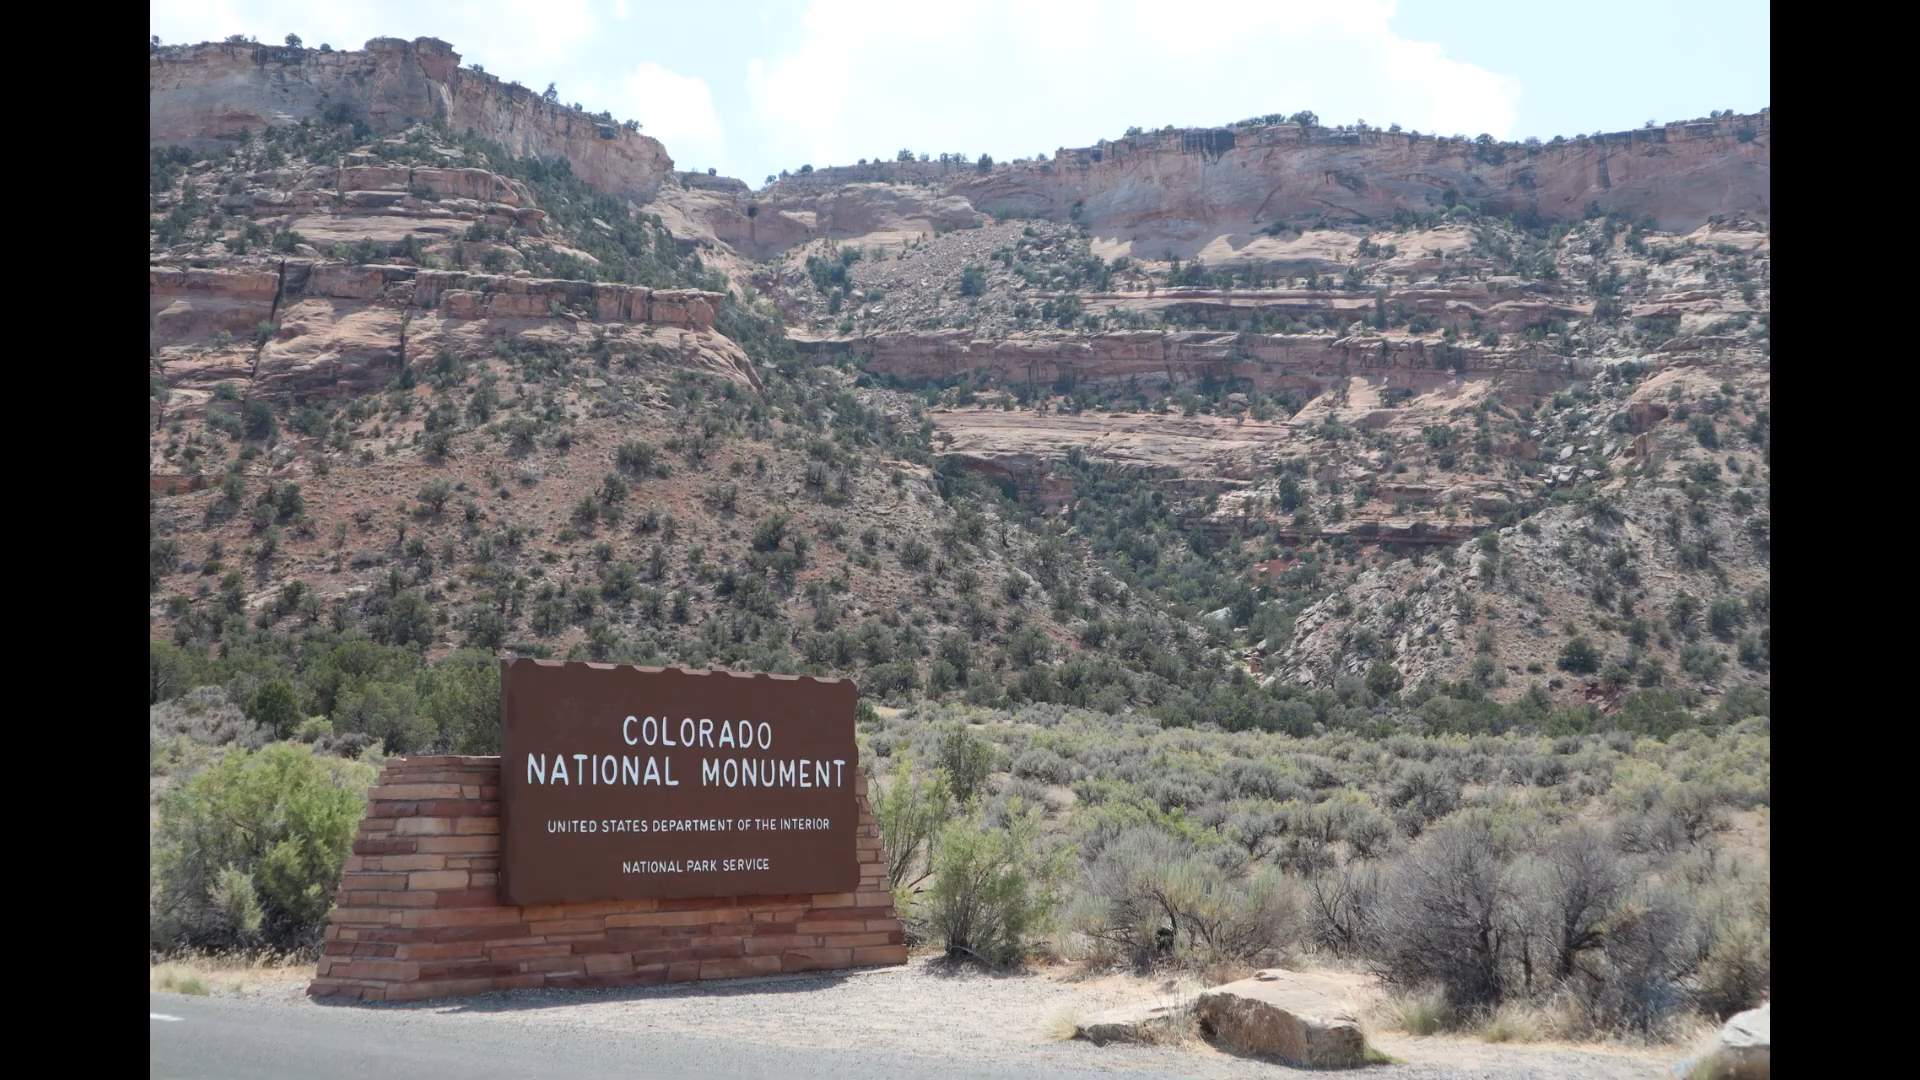 COLORADO
NATIONAL MONUMENT
UNITED STATES DEPARTMENT OF THE INTERIOR
NATIONAL PARK SERVICE